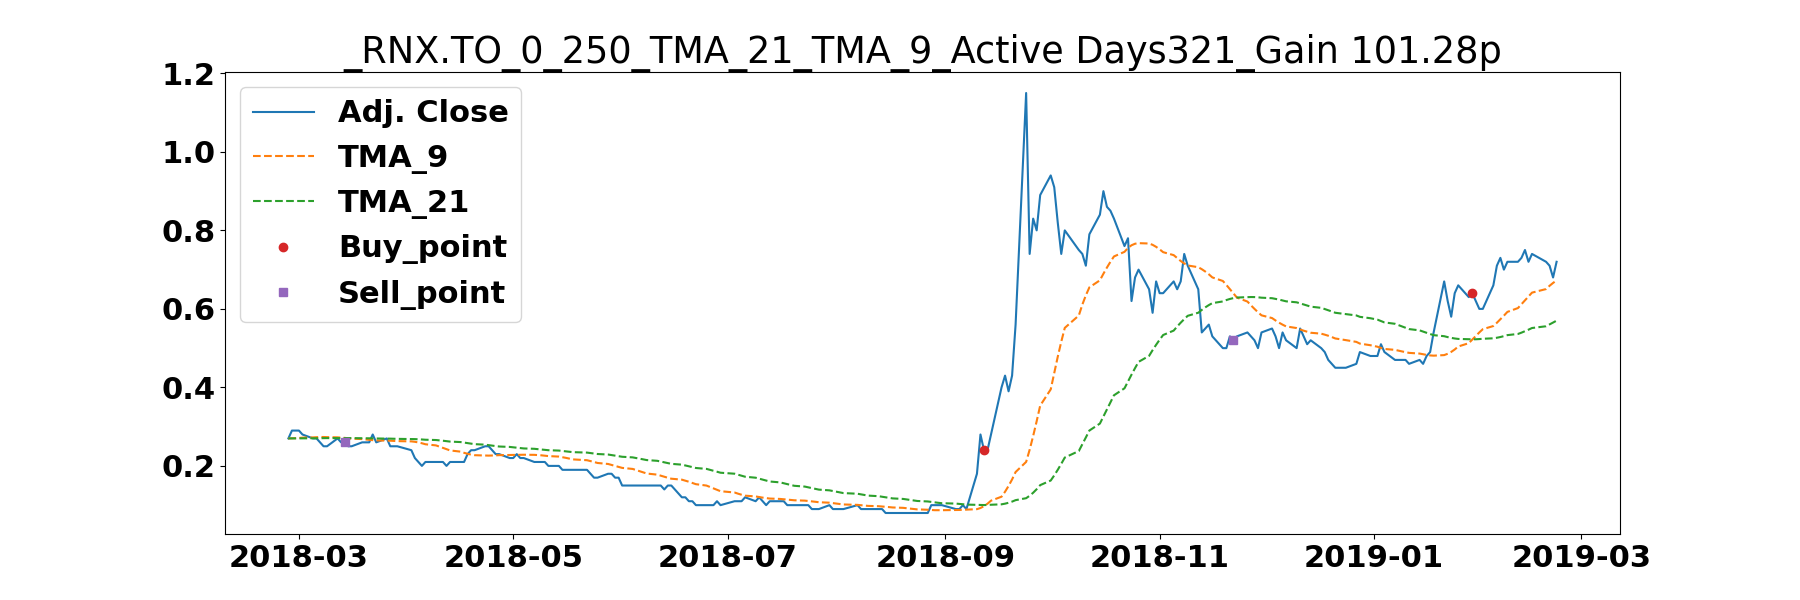 _RNX.TO_0_250_TMA_21_TMA_9_Active Days321_Gain 101.28p
1.2
1.0
0.8
0.6
0.4
0.2
Adj. Close
TMA_9
TMA_21
Buy_point
Sell_point
2018-03 2018-05 2018-07 2018-09 2018-11 2019-01 2019-03